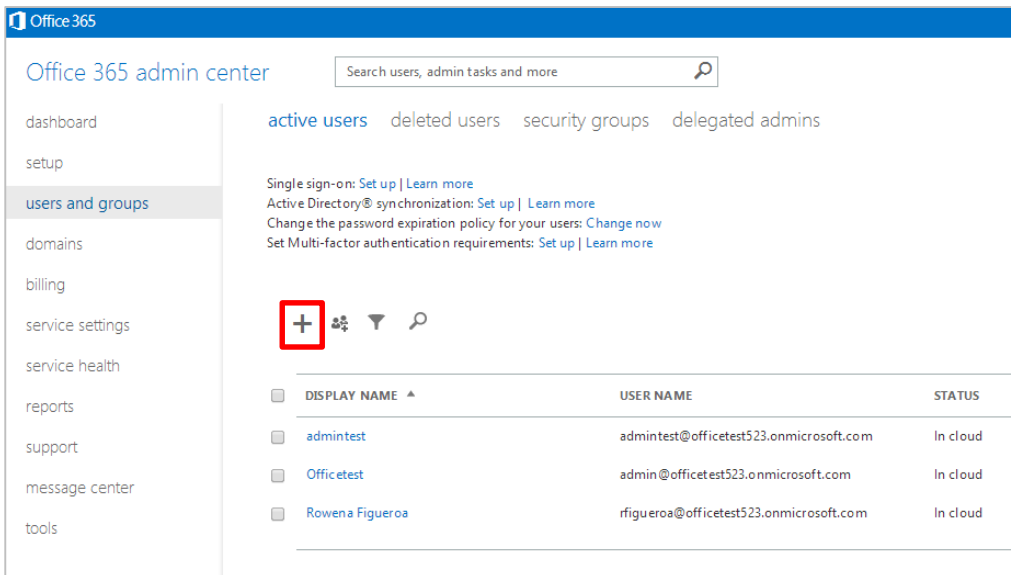 Office 365
Office 365 admin center
Search users, admin tasks and more
dashboard
setup
users and groups
domains
billing
service settings
service health
reports
support
message center
tools
active users deleted users security groups delegated admins
Single sign-on: Set up | Learn more
Active Directory® synchronization: Set up | Learn more
Change the password expiration policy for your users: Change now
Set Multi-factor authentication requirements: Set up | Learn more
DISPLAY NAME USER NAME STATUS
admintest admintest@officetest523.onmicrosoft.com In cloud
Officetest admin@officetest523.onmicrosoft.com In cloud
Rowena Figueroa rfigueroa@officetest523.onmicrosoft.com In cloud